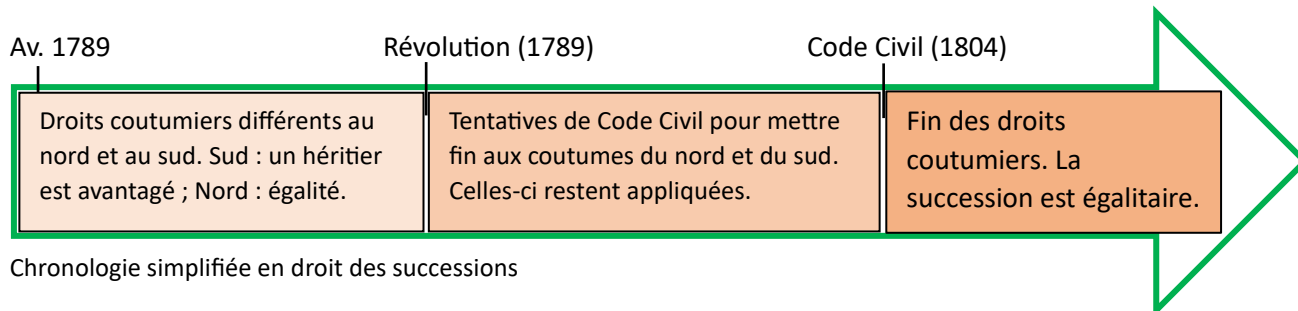 Av. 1789
Révolution (1789)
Code Civil (1804)
Droits coutumiers différents au
nord et au sud. Sud : un héritier
est avantagé ; Nord : égalité.
Tentatives de Code Civil pour mettre
fin aux coutumes du nord et du sud.
Celles-ci restent appliquées.
Fin des droits
coutumiers. La
succession est égalitaire.
Chronologie simplifiée en droit des successions